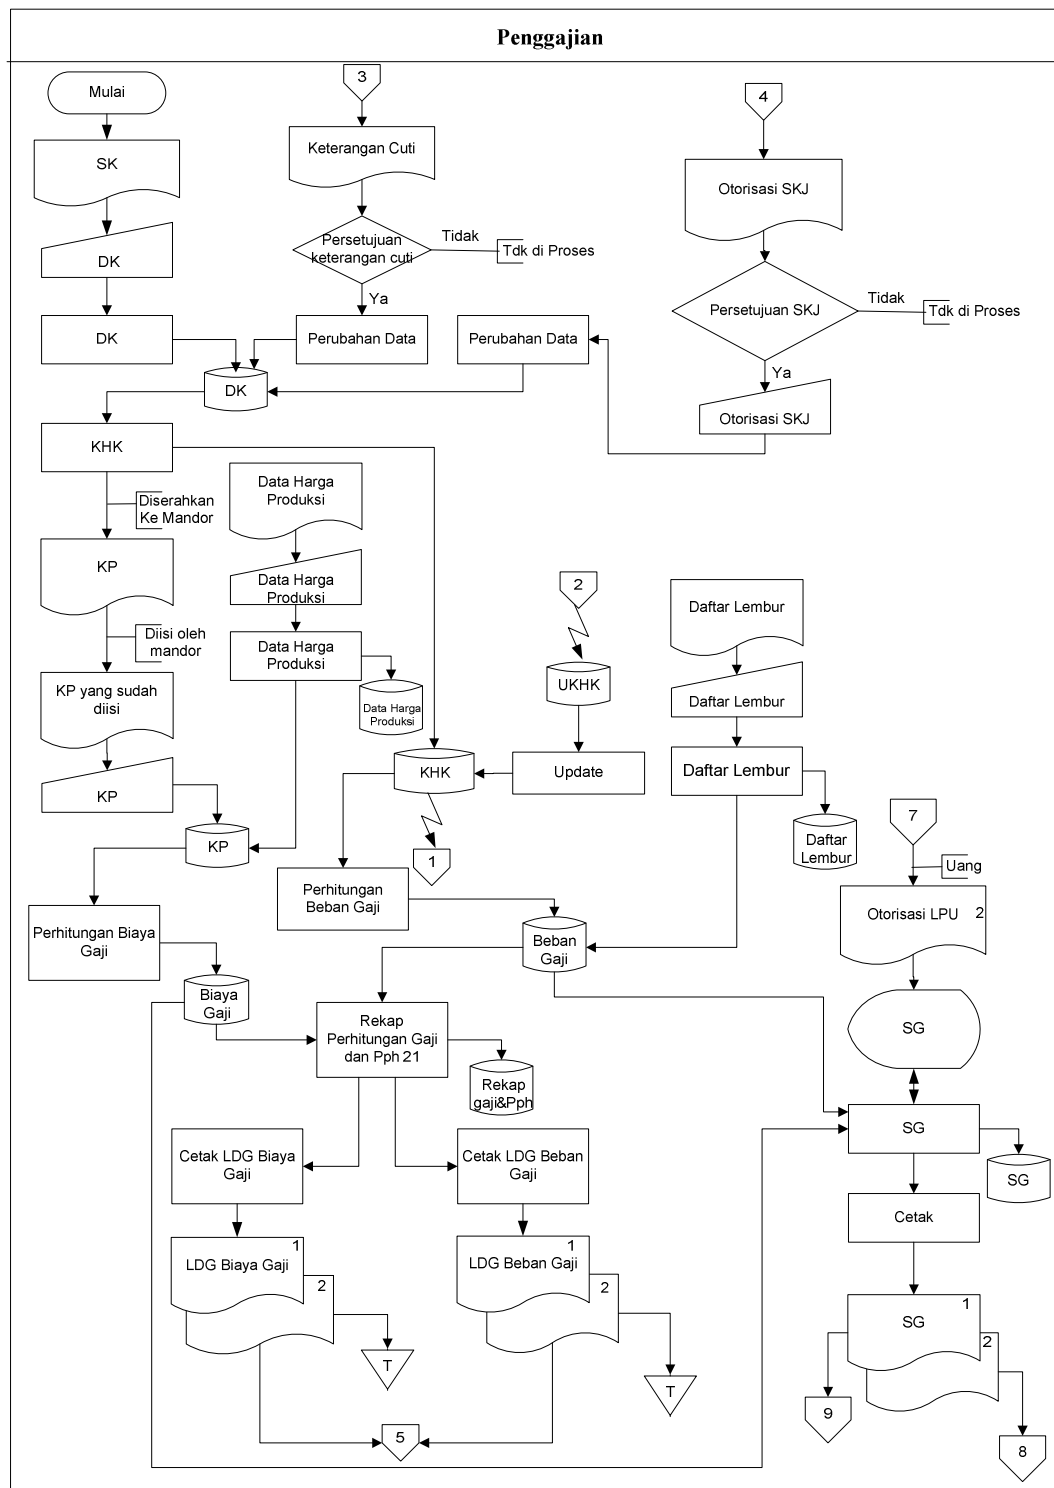 Penggajian
Mulai
SK
DK
DK
3
Keterangan Cuti
Persetujuan
keterangan cuti
Tidak
Tdk di Proses
Ya
Perubahan Data
Perubahan Data
DK
4
Otorisasi SKJ
Persetujuan SKJ
Tidak
Tdk di Proses
Ya
Otorisasi SKJ
KHK
Diserahkan
Ke Mandor
KP
Diisi oleh
mandor
KP yang sudah
diisi
KP
KP
Data Harga
Produksi
Data Harga
Produksi
Data Harga
Produksi
Data Harga
Produksi
2
UKHK
Update
KHK
1
Daftar Lembur
Daftar Lembur
Daftar Lembur
Daftar
Lembur
Perhitungan
Beban Gaji
Beban
Gaji
Perhitungan Biaya
Gaji
Biaya
Gaji
Rekap
Perhitungan Gaji
dan Pph 21
Rekap
gaji&Pph
Cetak LDG Biaya
Gaji
Cetak LDG Beban
Gaji
1
LDG Biaya Gaji
2
T
1
LDG Beban Gaji
2
T
5
7
Uang
Otorisasi LPU
2
SG
SG
SG
Cetak
1
SG
2
9
8